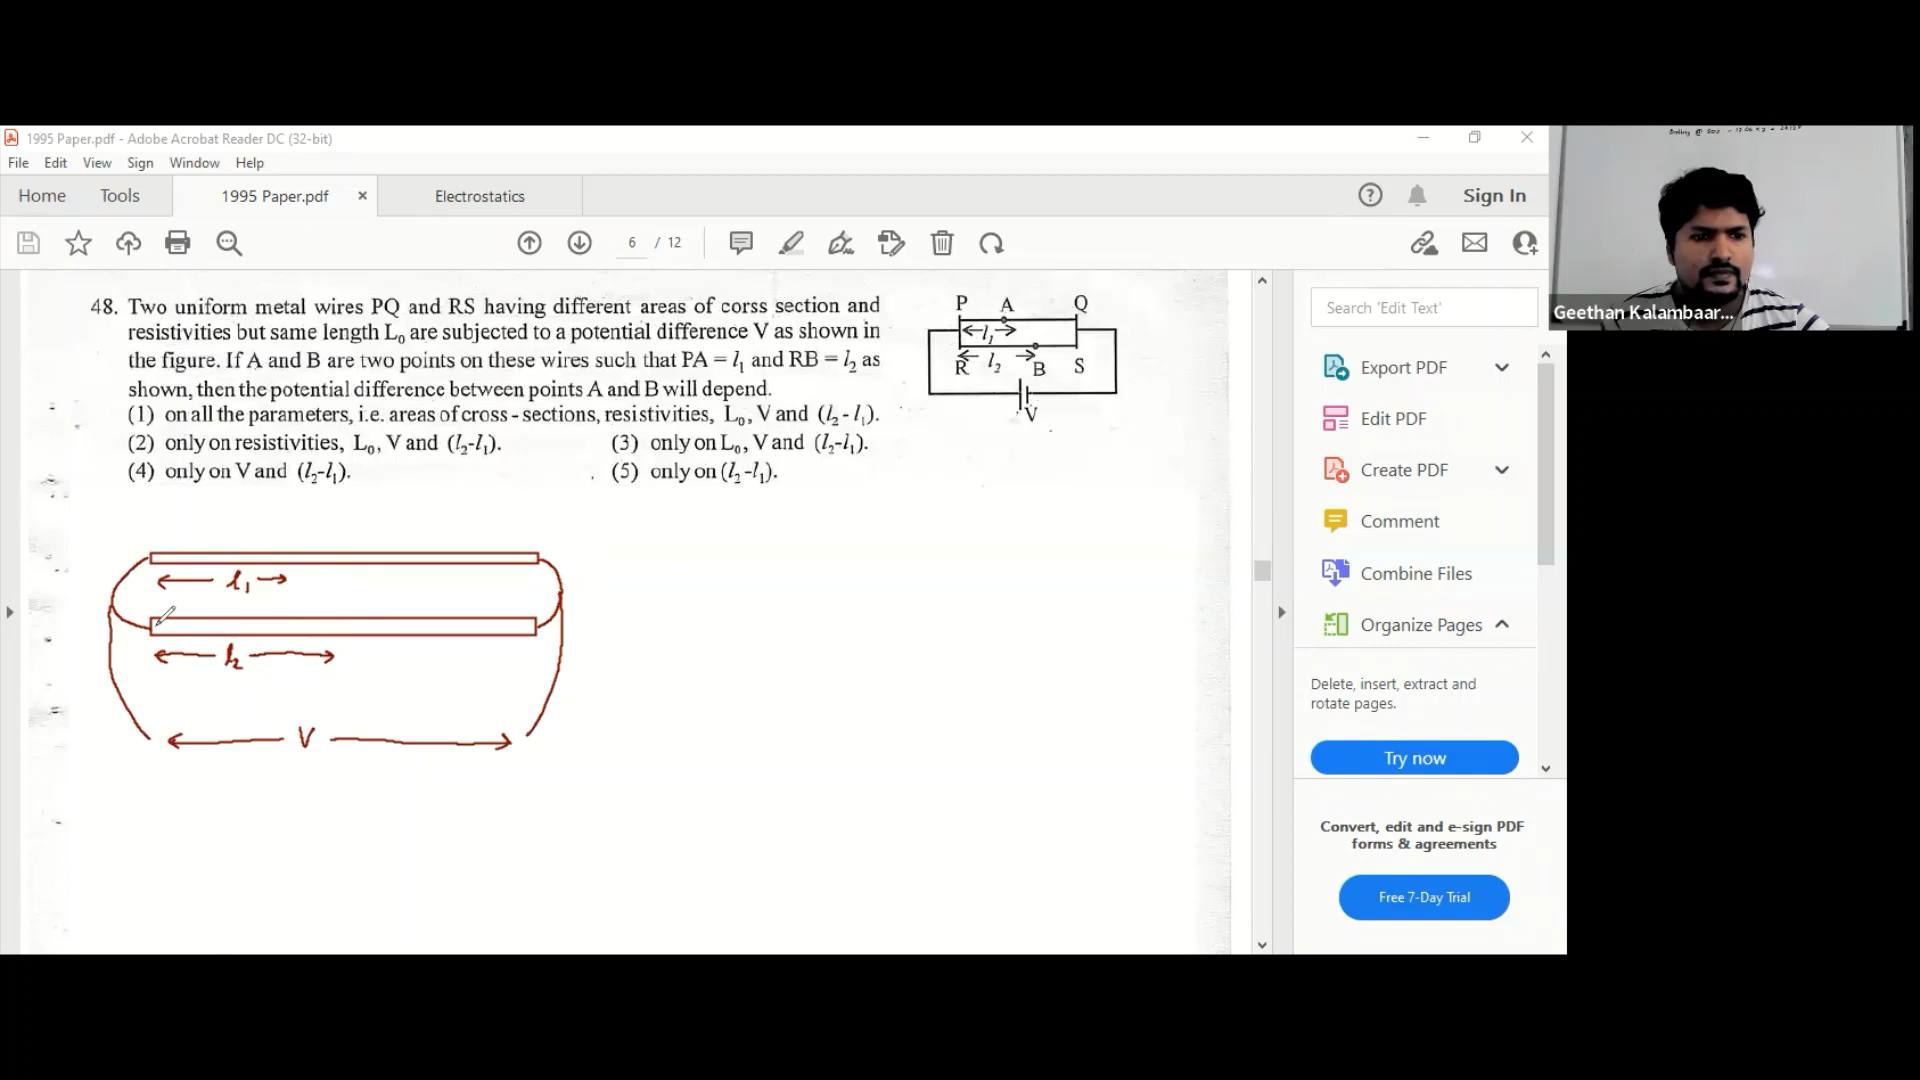 1995 Paper.pdf - Adobe Acrobat Reader DC (32-bit)
File Edit View Sign Window Help
Home Tools 1995 Paper.pdf × Electrostatics Sign In
6 / 12
48. Two uniform metal wires PQ and RS having different areas of corss section and
resistivities but same length L₀ are subjected to a potential difference V as shown in
the figure. If A and B are two points on these wires such that PA = l₁ and RB = l₂ as
shown, then the potential difference between points A and B will depend.
(1) on all the parameters, i.e. areas of cross - sections, resistivities, L₀, V and (l₂ - l₁).
(2) only on resistivities, L₀, V and (l₂-l₁). (3) only on L₀, V and (l₂-l₁).
(4) only on V and (l₂-l₁). (5) only on (l₂ -l₁).
P A Q
l₁
R l₂ B S
V
l₁
l₂
V
Geethan Kalambaar...
Search 'Edit Text'
Export PDF
Edit PDF
Create PDF
Comment
Combine Files
Organize Pages
Delete, insert, extract and
rotate pages.
Try now
Convert, edit and e-sign PDF
forms & agreements
Free 7-Day Trial